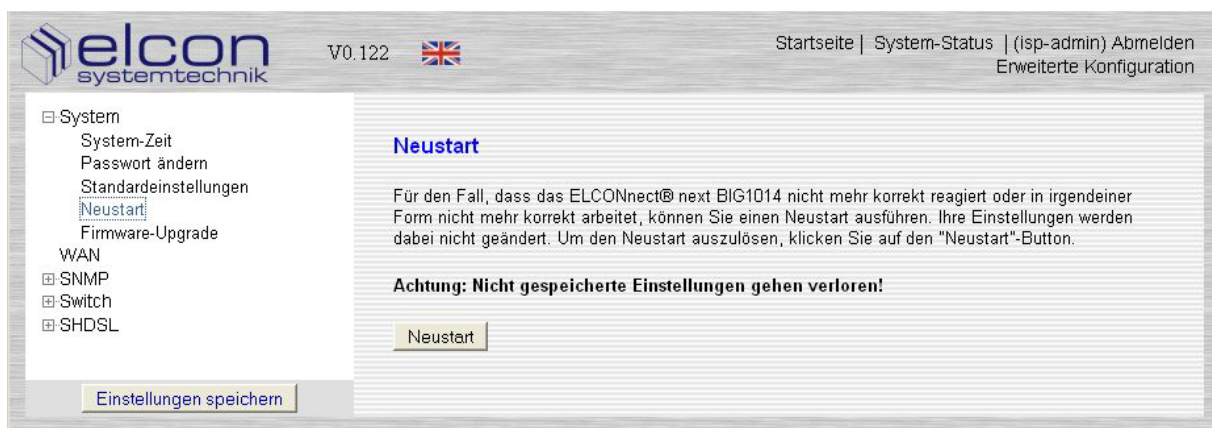 elcon
systemtechnik
V0.122
Startseite | System-Status | (isp-admin) Abmelden
Erweiterte Konfiguration
System
System-Zeit
Passwort ändern
Standardeinstellungen
Neustart
Firmware-Upgrade
WAN
SNMP
Switch
SHDSL
Einstellungen speichern
Neustart
Für den Fall, dass das ELCONnect® next BIG1014 nicht mehr korrekt reagiert oder in irgendeiner
Form nicht mehr korrekt arbeitet, können Sie einen Neustart ausführen. Ihre Einstellungen werden
dabei nicht geändert. Um den Neustart auszulösen, klicken Sie auf den "Neustart"-Button.
Achtung: Nicht gespeicherte Einstellungen gehen verloren!
Neustart